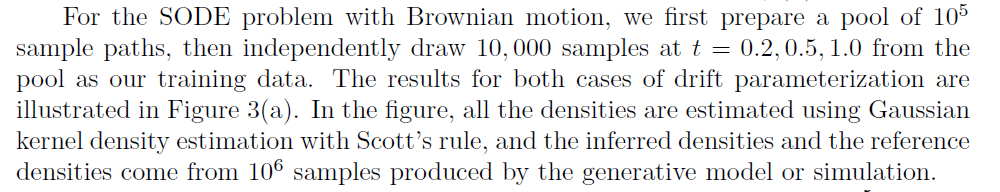 For the SODE problem with Brownian motion, we first prepare a pool of 10⁵
sample paths, then independently draw 10,000 samples at t = 0.2, 0.5, 1.0 from the
pool as our training data. The results for both cases of drift parameterization are
illustrated in Figure 3(a). In the figure, all the densities are estimated using Gaussian
kernel density estimation with Scott's rule, and the inferred densities and the reference
densities come from 10⁶ samples produced by the generative model or simulation.